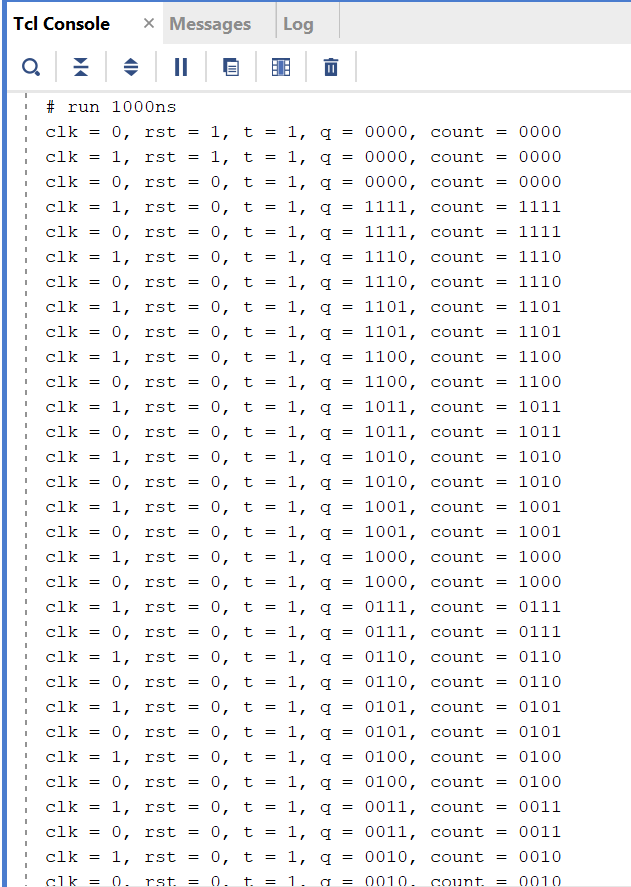 Tcl Console × Messages Log
# run 1000ns
clk = 0, rst = 1, t = 1, q = 0000, count = 0000
clk = 1, rst = 1, t = 1, q = 0000, count = 0000
clk = 0, rst = 0, t = 1, q = 0000, count = 0000
clk = 1, rst = 0, t = 1, q = 1111, count = 1111
clk = 0, rst = 0, t = 1, q = 1111, count = 1111
clk = 1, rst = 0, t = 1, q = 1110, count = 1110
clk = 0, rst = 0, t = 1, q = 1110, count = 1110
clk = 1, rst = 0, t = 1, q = 1101, count = 1101
clk = 0, rst = 0, t = 1, q = 1101, count = 1101
clk = 1, rst = 0, t = 1, q = 1100, count = 1100
clk = 0, rst = 0, t = 1, q = 1100, count = 1100
clk = 1, rst = 0, t = 1, q = 1011, count = 1011
clk = 0, rst = 0, t = 1, q = 1011, count = 1011
clk = 1, rst = 0, t = 1, q = 1010, count = 1010
clk = 0, rst = 0, t = 1, q = 1010, count = 1010
clk = 1, rst = 0, t = 1, q = 1001, count = 1001
clk = 0, rst = 0, t = 1, q = 1001, count = 1001
clk = 1, rst = 0, t = 1, q = 1000, count = 1000
clk = 0, rst = 0, t = 1, q = 1000, count = 1000
clk = 1, rst = 0, t = 1, q = 0111, count = 0111
clk = 0, rst = 0, t = 1, q = 0111, count = 0111
clk = 1, rst = 0, t = 1, q = 0110, count = 0110
clk = 0, rst = 0, t = 1, q = 0110, count = 0110
clk = 1, rst = 0, t = 1, q = 0101, count = 0101
clk = 0, rst = 0, t = 1, q = 0101, count = 0101
clk = 1, rst = 0, t = 1, q = 0100, count = 0100
clk = 0, rst = 0, t = 1, q = 0100, count = 0100
clk = 1, rst = 0, t = 1, q = 0011, count = 0011
clk = 0, rst = 0, t = 1, q = 0011, count = 0011
clk = 1, rst = 0, t = 1, q = 0010, count = 0010
clk = 0, rst = 0, t = 1, q = 0010, count = 0010